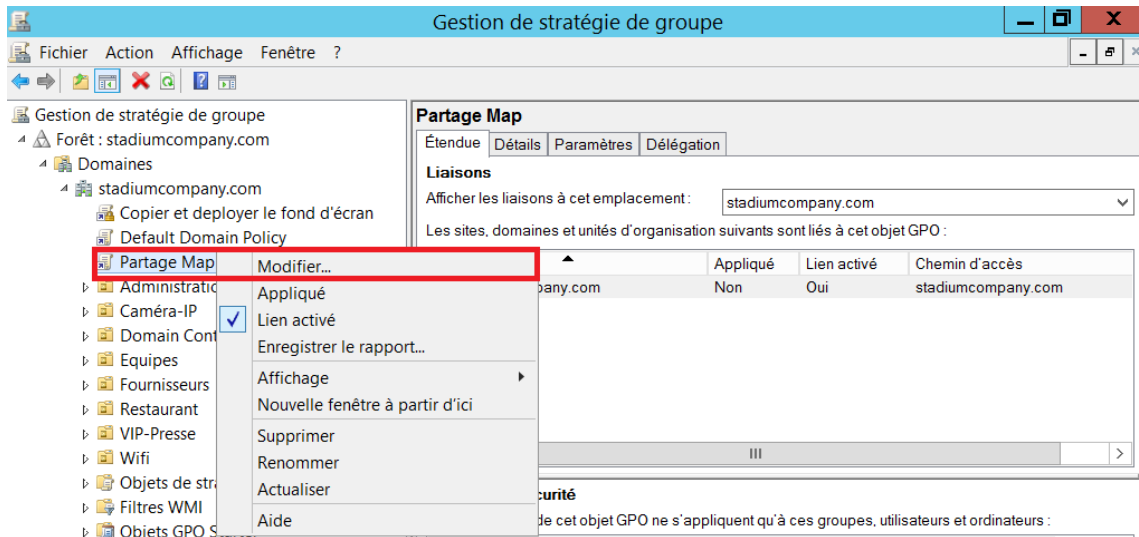 Gestion de stratégie de groupe
Fichier Action Affichage Fenêtre ?
Gestion de stratégie de groupe
Forêt : stadiumcompany.com
Domaines
stadiumcompany.com
Copier et deployer le fond d'écran
Default Domain Policy
Partage Map
Administratio
Caméra-IP
Domain Cont
Equipes
Fournisseurs
Restaurant
VIP-Presse
Wifi
Objets de stra
Filtres WMI
Objets GPO S
Modifier...
Appliqué
Lien activé
Enregistrer le rapport...
Affichage
Nouvelle fenêtre à partir d'ici
Supprimer
Renommer
Actualiser
Aide
Partage Map
Étendue Détails Paramètres Délégation
Liaisons
Afficher les liaisons à cet emplacement : stadiumcompany.com
Les sites, domaines et unités d'organisation suivants sont liés à cet objet GPO :
Appliqué Lien activé Chemin d'accès
pany.com Non Oui stadiumcompany.com
curité
de cet objet GPO ne s'appliquent qu'à ces groupes, utilisateurs et ordinateurs :